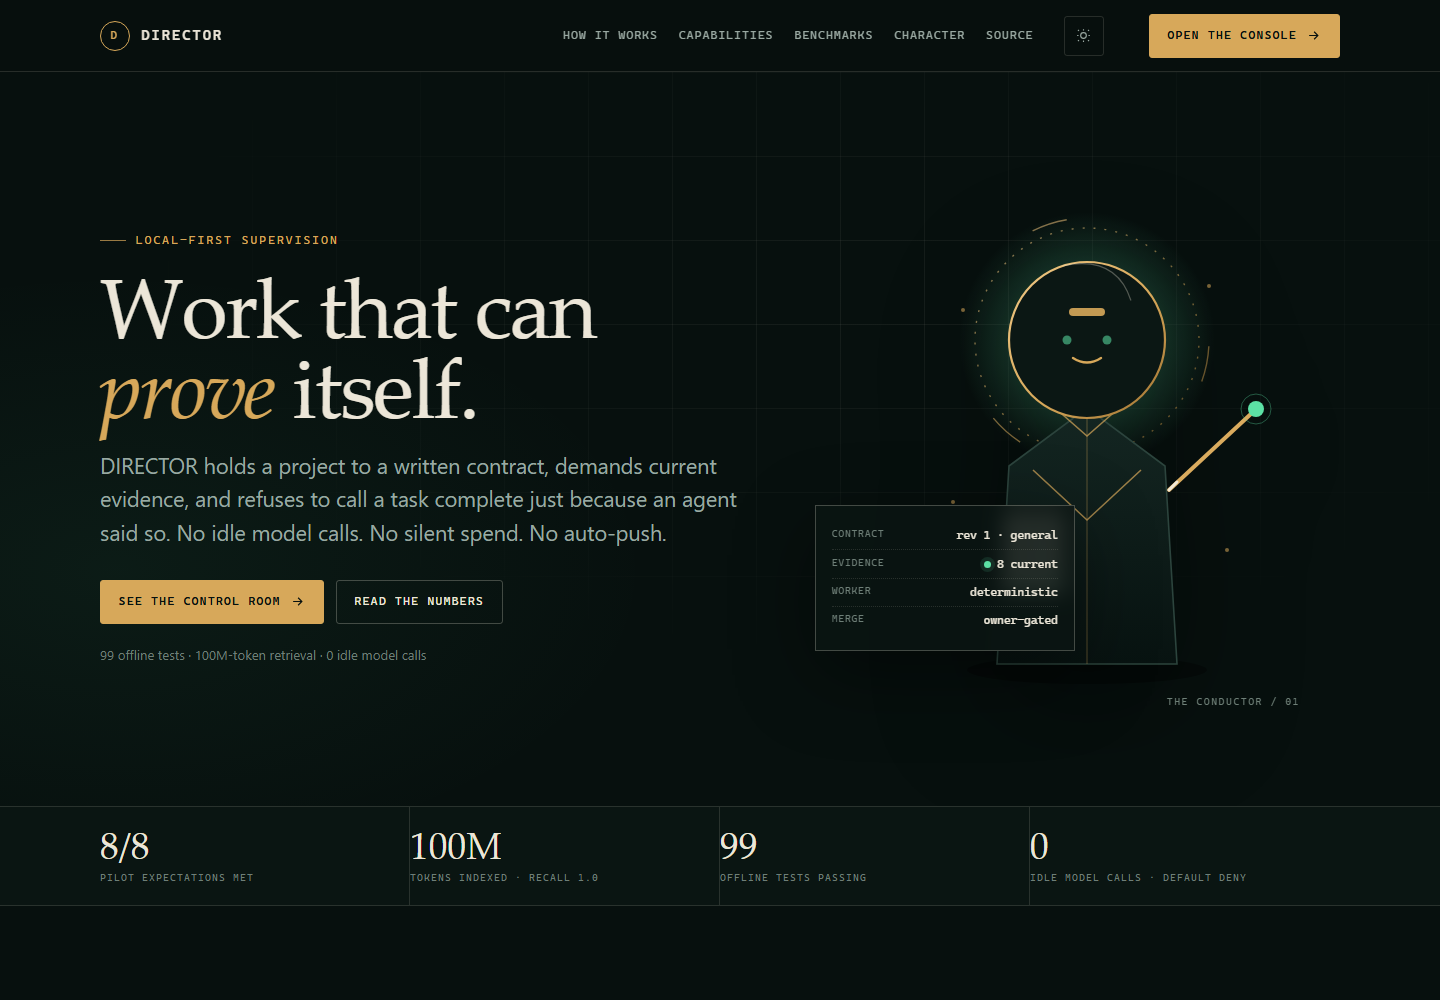 D DIRECTOR
HOW IT WORKS CAPABILITIES BENCHMARKS CHARACTER SOURCE
OPEN THE CONSOLE →
LOCAL-FIRST SUPERVISION
Work that can
prove itself.
DIRECTOR holds a project to a written contract, demands current
evidence, and refuses to call a task complete just because an agent
said so. No idle model calls. No silent spend. No auto-push.
SEE THE CONTROL ROOM →
READ THE NUMBERS
99 offline tests · 100M-token retrieval · 0 idle model calls
CONTRACT rev 1 · general
EVIDENCE 8 current
WORKER deterministic
MERGE owner-gated
THE CONDUCTOR / 01
8/8
PILOT EXPECTATIONS MET
100M
TOKENS INDEXED · RECALL 1.0
99
OFFLINE TESTS PASSING
0
IDLE MODEL CALLS · DEFAULT DENY